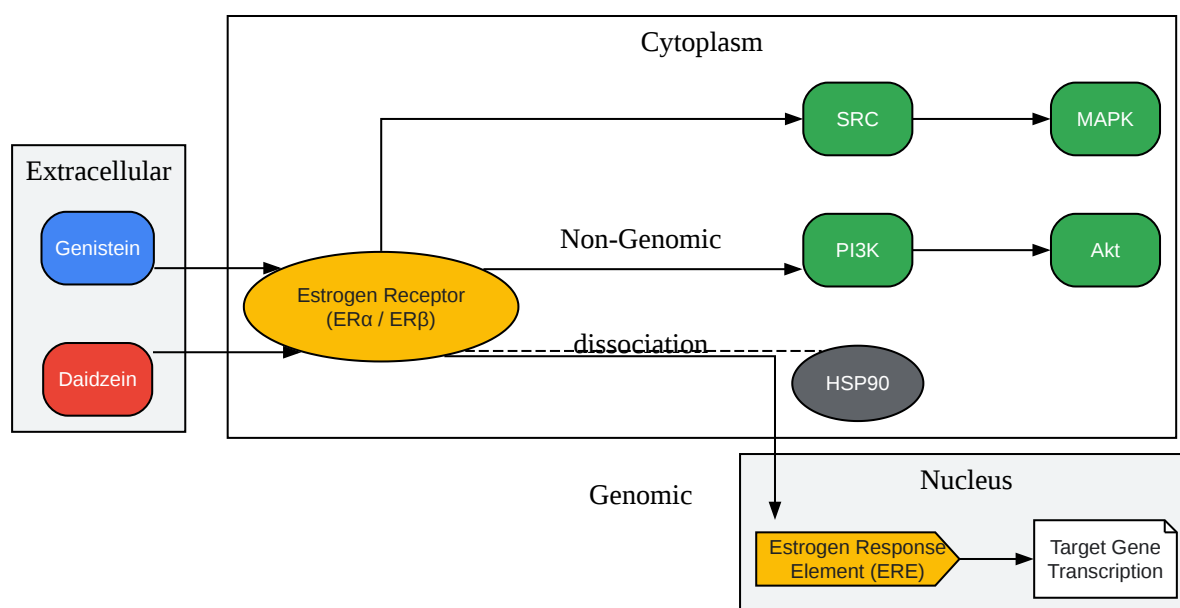 Cytoplasm
SRC
MAPK
Extracellular
Genistein
Non-Genomic
PI3K
Akt
Estrogen Receptor
(ERα / ERβ)
dissociation
Daidzein
HSP90
Nucleus
Genomic
Estrogen Response
Element (ERE)
Target Gene
Transcription